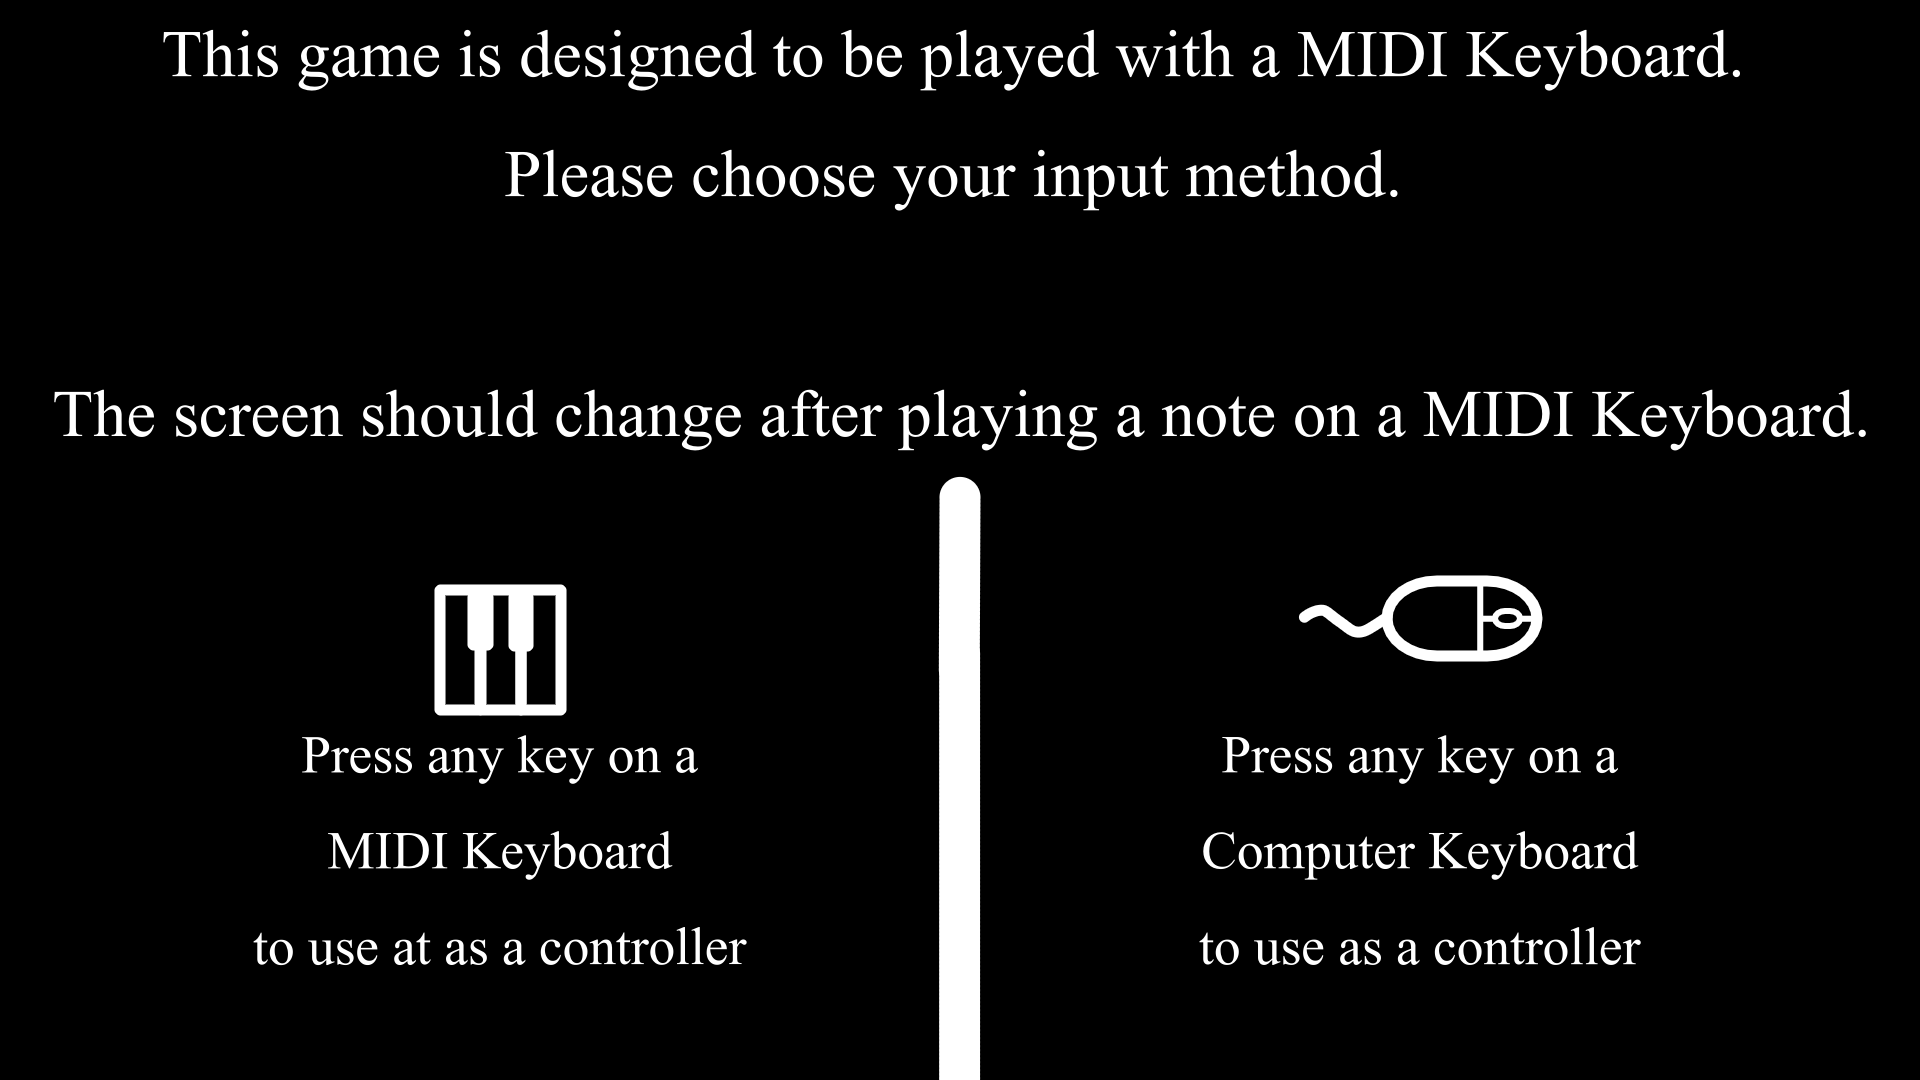 This game is designed to be played with a MIDI Keyboard.
Please choose your input method.
The screen should change after playing a note on a MIDI Keyboard.
Press any key on a
MIDI Keyboard
to use at as a controller
Press any key on a
Computer Keyboard
to use as a controller